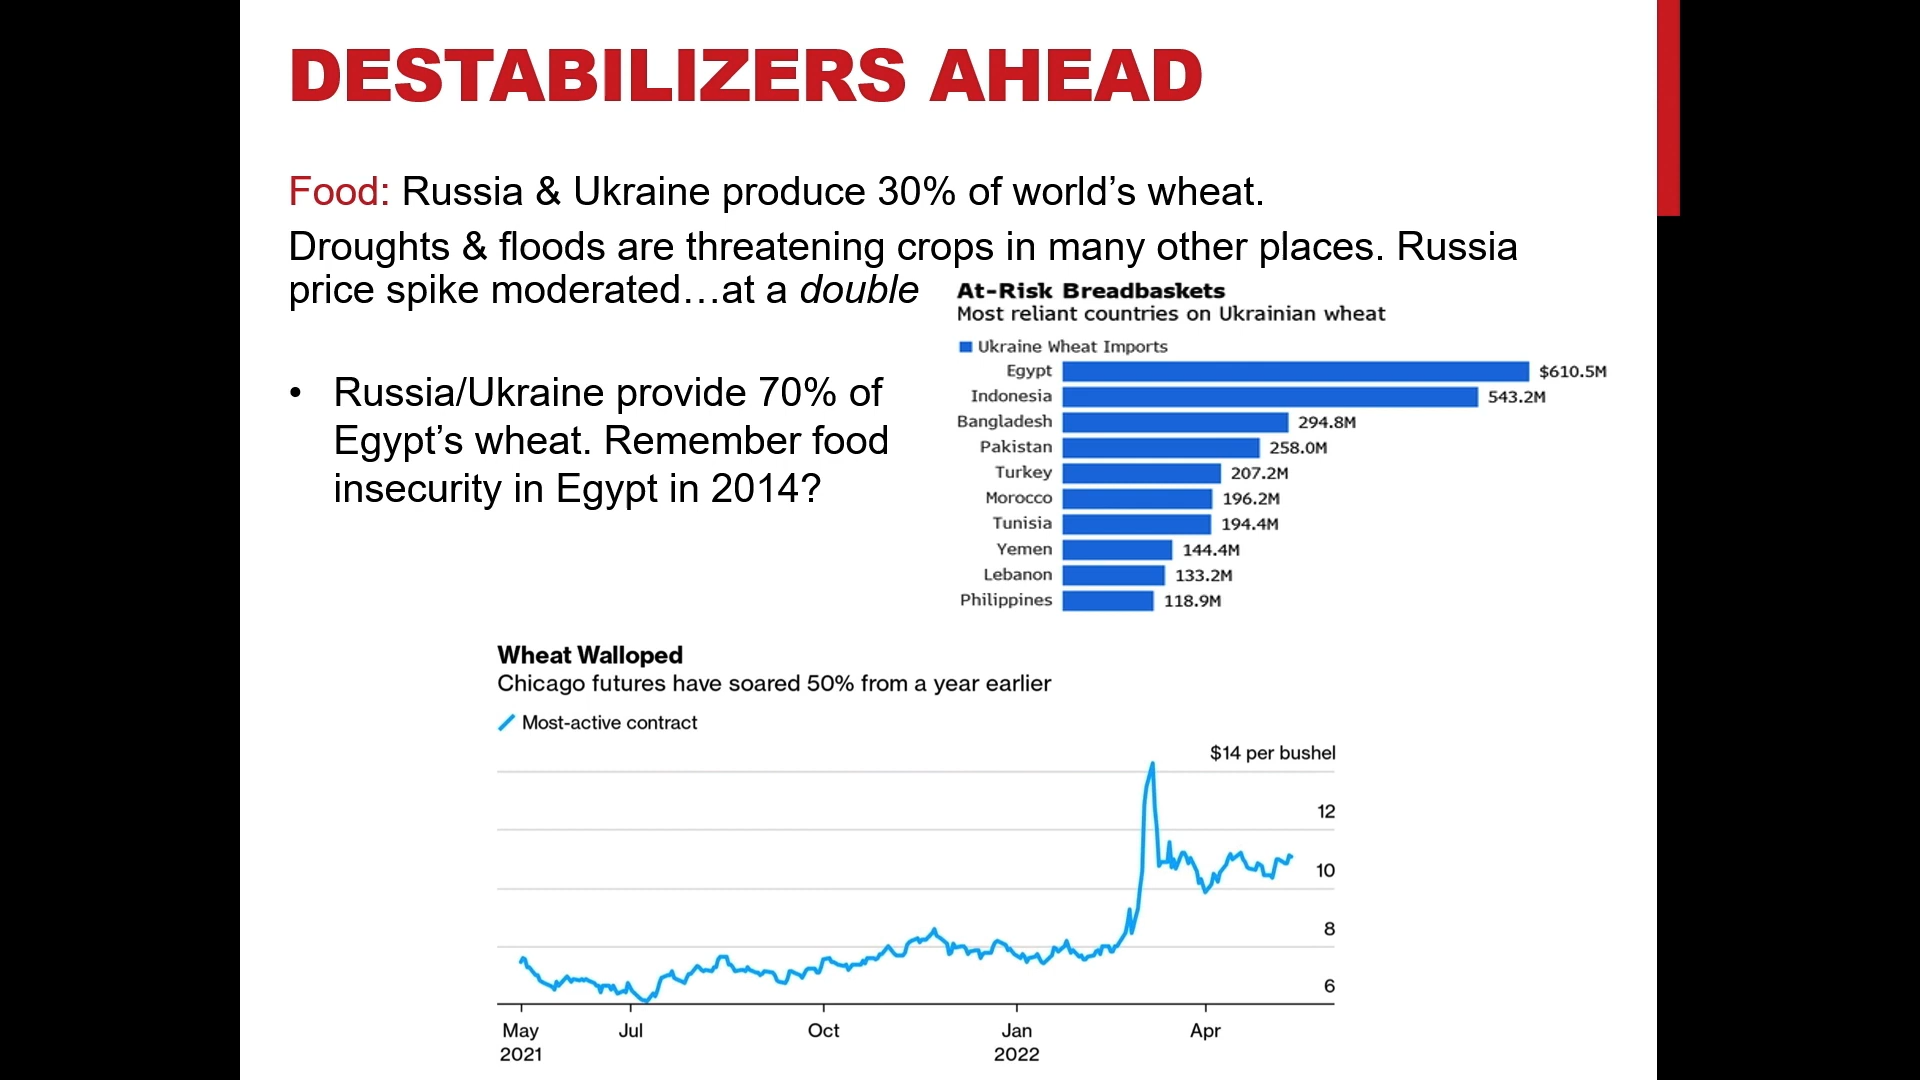 DESTABILIZERS AHEAD
Food: Russia & Ukraine produce 30% of world’s wheat.
Droughts & floods are threatening crops in many other places. Russia
price spike moderated…at a double
• Russia/Ukraine provide 70% of
Egypt’s wheat. Remember food
insecurity in Egypt in 2014?
At-Risk Breadbaskets
Most reliant countries on Ukrainian wheat
Ukraine Wheat Imports
Egypt $610.5M
Indonesia 543.2M
Bangladesh 294.8M
Pakistan 258.0M
Turkey 207.2M
Morocco 196.2M
Tunisia 194.4M
Yemen 144.4M
Lebanon 133.2M
Philippines 118.9M
Wheat Walloped
Chicago futures have soared 50% from a year earlier
Most-active contract
$14 per bushel
12
10
8
6
May Jul Oct Jan Apr
2021 2022